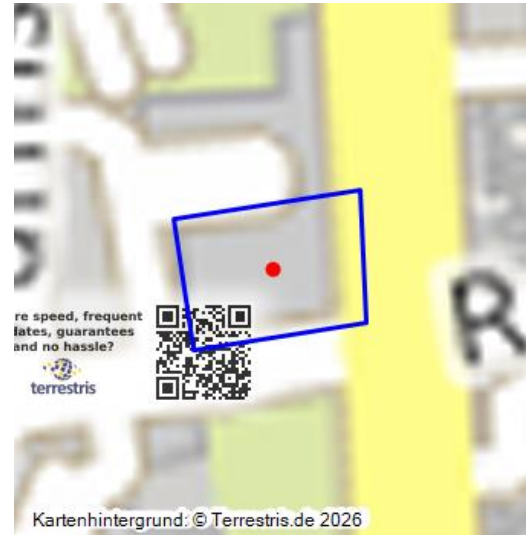 re speed, frequent
dates, guarantees
and no hassle?
terrestris
R
Kartenhintergrund: © Terrestris.de 2026